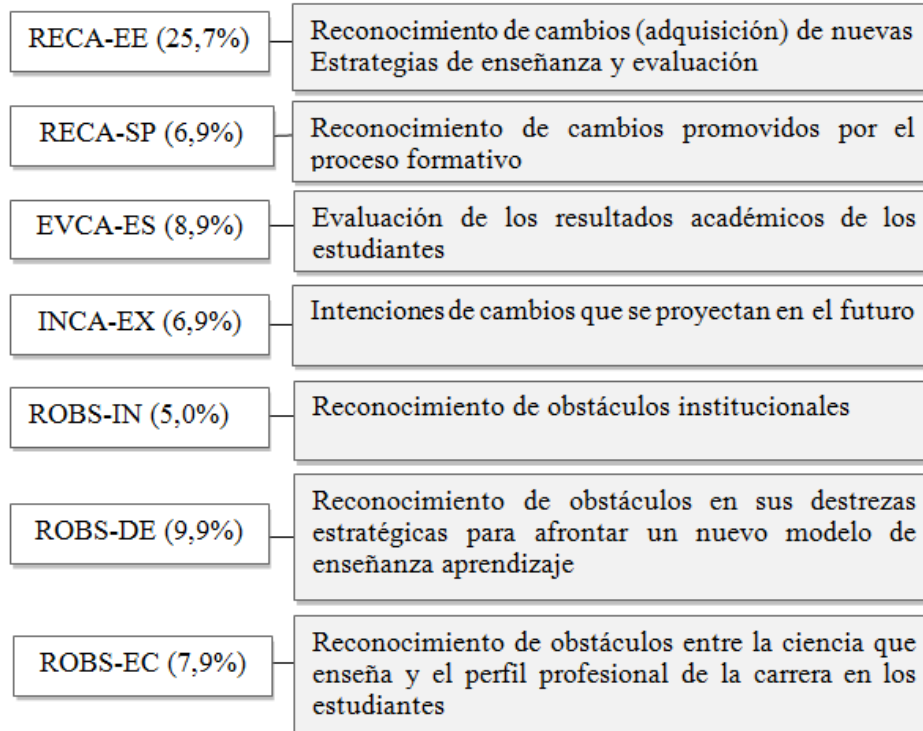 RECA-EE (25,7%)
Reconocimiento de cambios (adquisición) de nuevas
Estrategias de enseñanza y evaluación
RECA-SP (6,9%)
Reconocimiento de cambios promovidos por el
proceso formativo
EVCA-ES (8,9%)
Evaluación de los resultados académicos de los
estudiantes
INCA-EX (6,9%)
Intenciones de cambios que se proyectan en el futuro
ROBS-IN (5,0%)
Reconocimiento de obstáculos institucionales
ROBS-DE (9,9%)
Reconocimiento de obstáculos en sus destrezas
estratégicas para afrontar un nuevo modelo de
enseñanza aprendizaje
ROBS-EC (7,9%)
Reconocimiento de obstáculos entre la ciencia que
enseña y el perfil profesional de la carrera en los
estudiantes